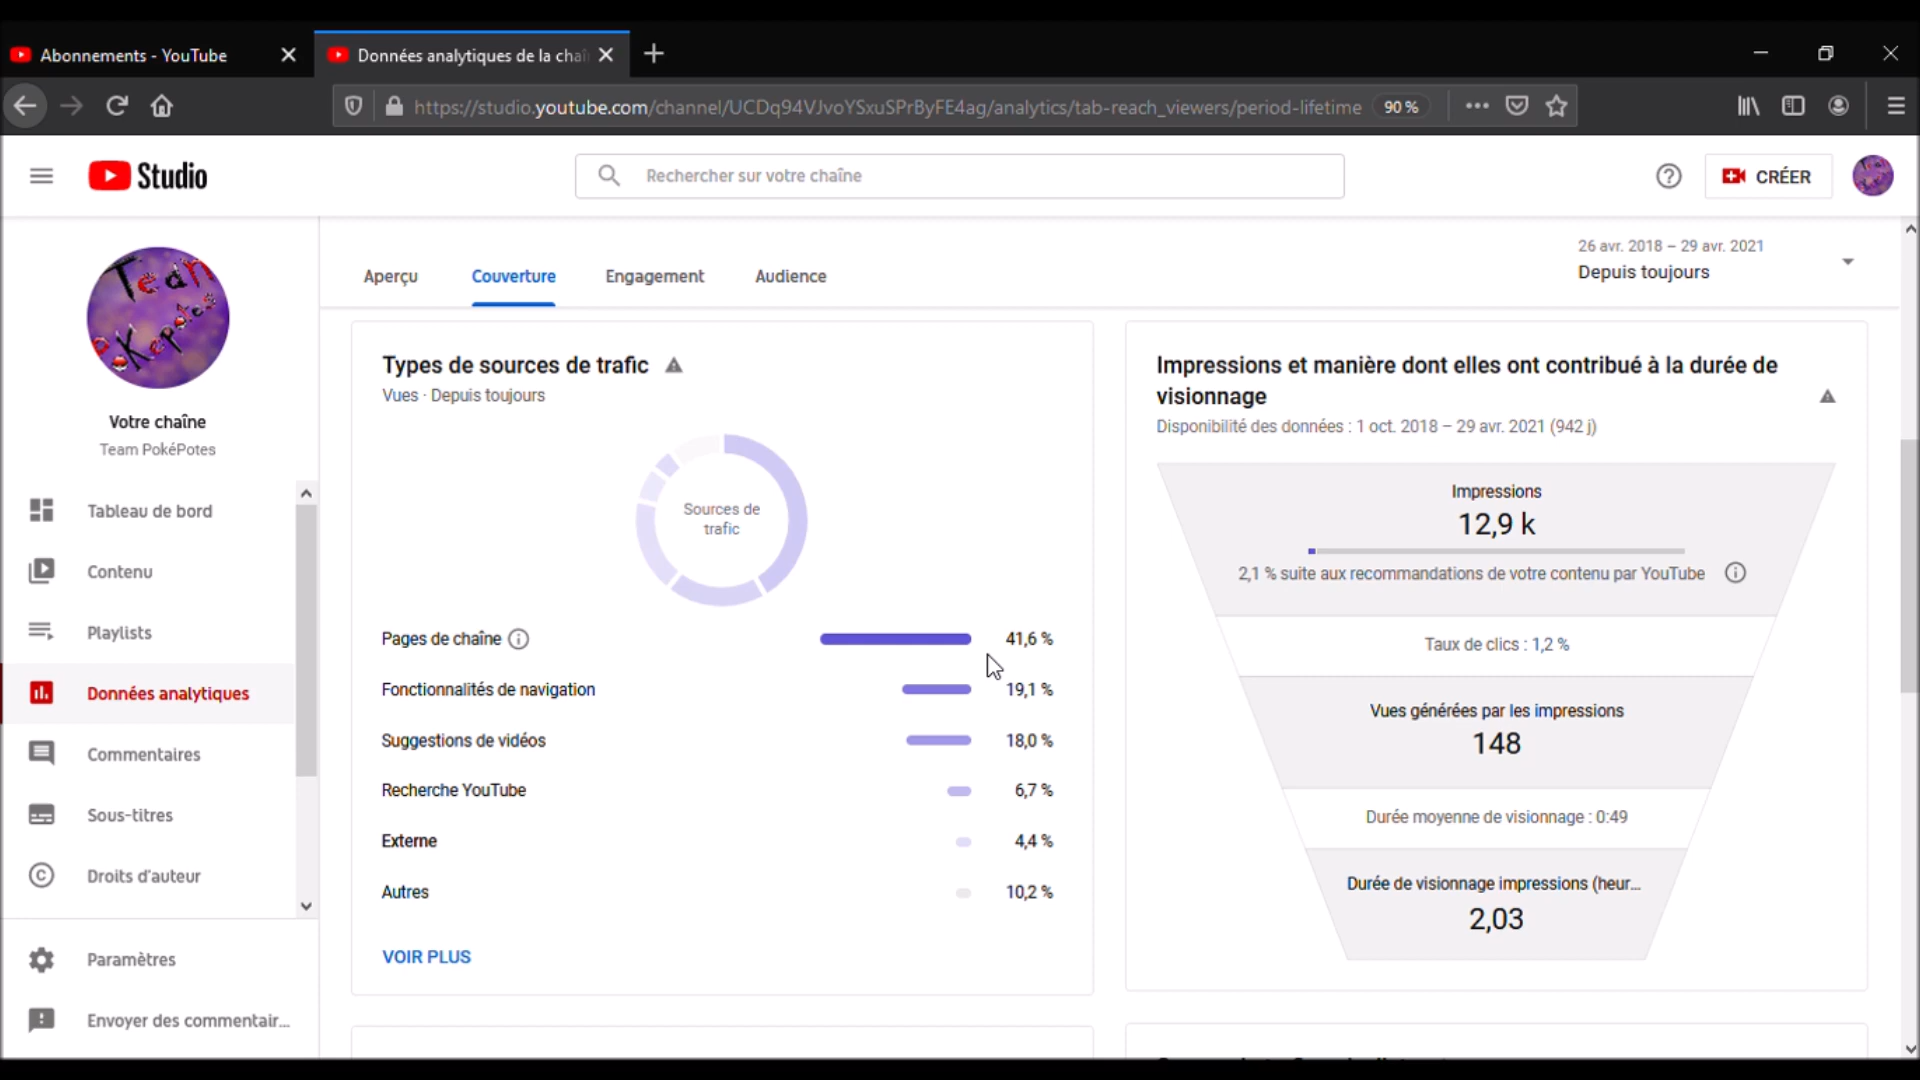 Abonnements - YouTube
Données analytiques de la chaî
https://studio.youtube.com/channel/UCDq94VJvoYSxuSPrByFE4ag/analytics/tab-reach_viewers/period-lifetime
90 %
Studio
Rechercher sur votre chaîne
CRÉER
Team
PoKepotes
Votre chaîne
Team PokéPotes
Tableau de bord
Contenu
Playlists
Données analytiques
Commentaires
Sous-titres
Droits d'auteur
Paramètres
Envoyer des commentair...
Aperçu
Couverture
Engagement
Audience
26 avr. 2018 – 29 avr. 2021
Depuis toujours
Types de sources de trafic
Vues · Depuis toujours
Sources de
trafic
Pages de chaîne 41,6 %
Fonctionnalités de navigation 19,1 %
Suggestions de vidéos 18,0 %
Recherche YouTube 6,7 %
Externe 4,4 %
Autres 10,2 %
VOIR PLUS
Impressions et manière dont elles ont contribué à la durée de
visionnage
Disponibilité des données : 1 oct. 2018 – 29 avr. 2021 (942 j)
Impressions
12,9 k
2,1 % suite aux recommandations de votre contenu par YouTube
Taux de clics : 1,2 %
Vues générées par les impressions
148
Durée moyenne de visionnage : 0:49
Durée de visionnage impressions (heur...
2,03